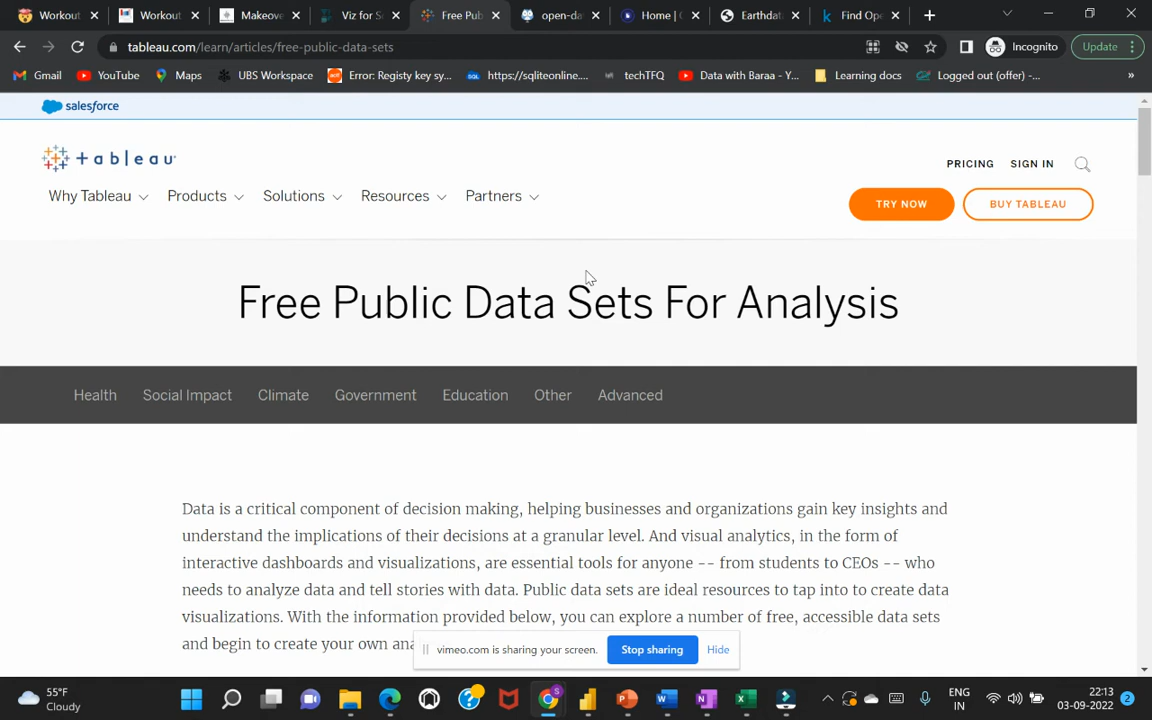 Workout
Workout
Makeove
Viz for S
Free Pub
open-da
Home | (
Earthdat
Find Ope
tableau.com/learn/articles/free-public-data-sets
Incognito
Update
Gmail
YouTube
Maps
UBS Workspace
Error: Registy key sy...
https://sqliteonline....
techTFQ
Data with Baraa - Y...
Learning docs
Logged out (offer) -...
»
salesforce
+ableau
PRICING
SIGN IN
Why Tableau
Products
Solutions
Resources
Partners
TRY NOW
BUY TABLEAU
Free Public Data Sets For Analysis
Health
Social Impact
Climate
Government
Education
Other
Advanced
Data is a critical component of decision making, helping businesses and organizations gain key insights and
understand the implications of their decisions at a granular level. And visual analytics, in the form of
interactive dashboards and visualizations, are essential tools for anyone -- from students to CEOs -- who
needs to analyze data and tell stories with data. Public data sets are ideal resources to tap into to create data
visualizations. With the information provided below, you can explore a number of free, accessible data sets
and begin to create your own ana
vimeo.com is sharing your screen.
Stop sharing
Hide
55°F
Cloudy
ENG
IN
22:13
03-09-2022
2